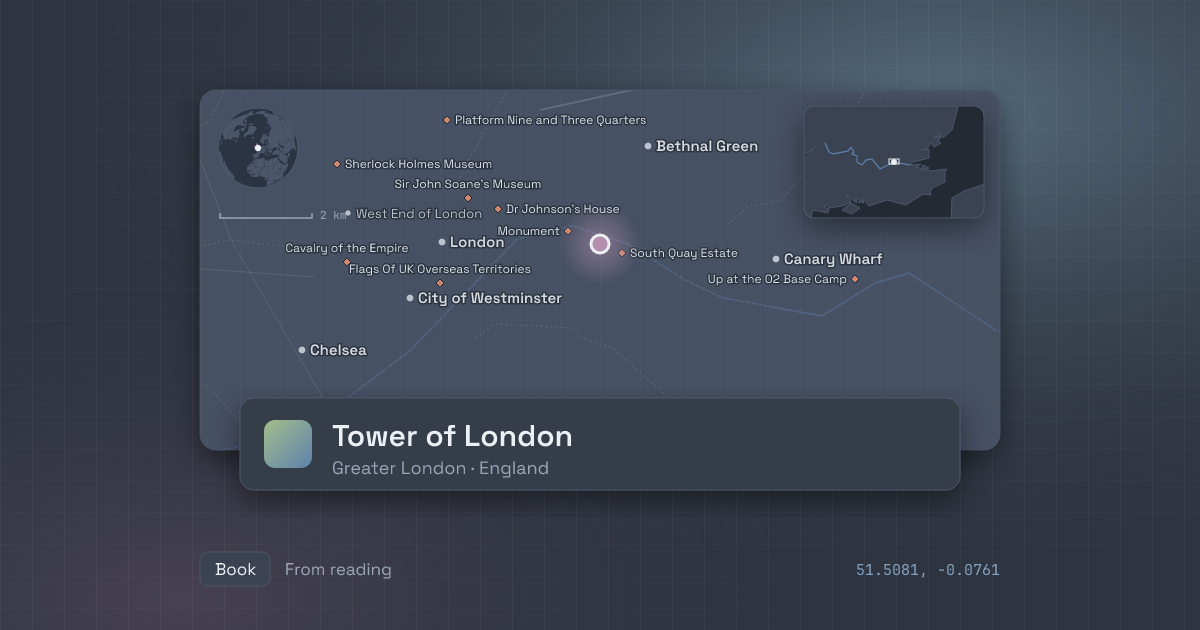 Platform Nine and Three Quarters
Bethnal Green
Sherlock Holmes Museum
Sir John Soane's Museum
2 km
West End of London
Dr Johnson's House
Monument
London
Cavalry of the Empire
South Quay Estate
Canary Wharf
Flags Of UK Overseas Territories
Up at the O2 Base Camp
City of Westminster
Chelsea
Tower of London
Greater London · England
Book
From reading
51.5081, -0.0761